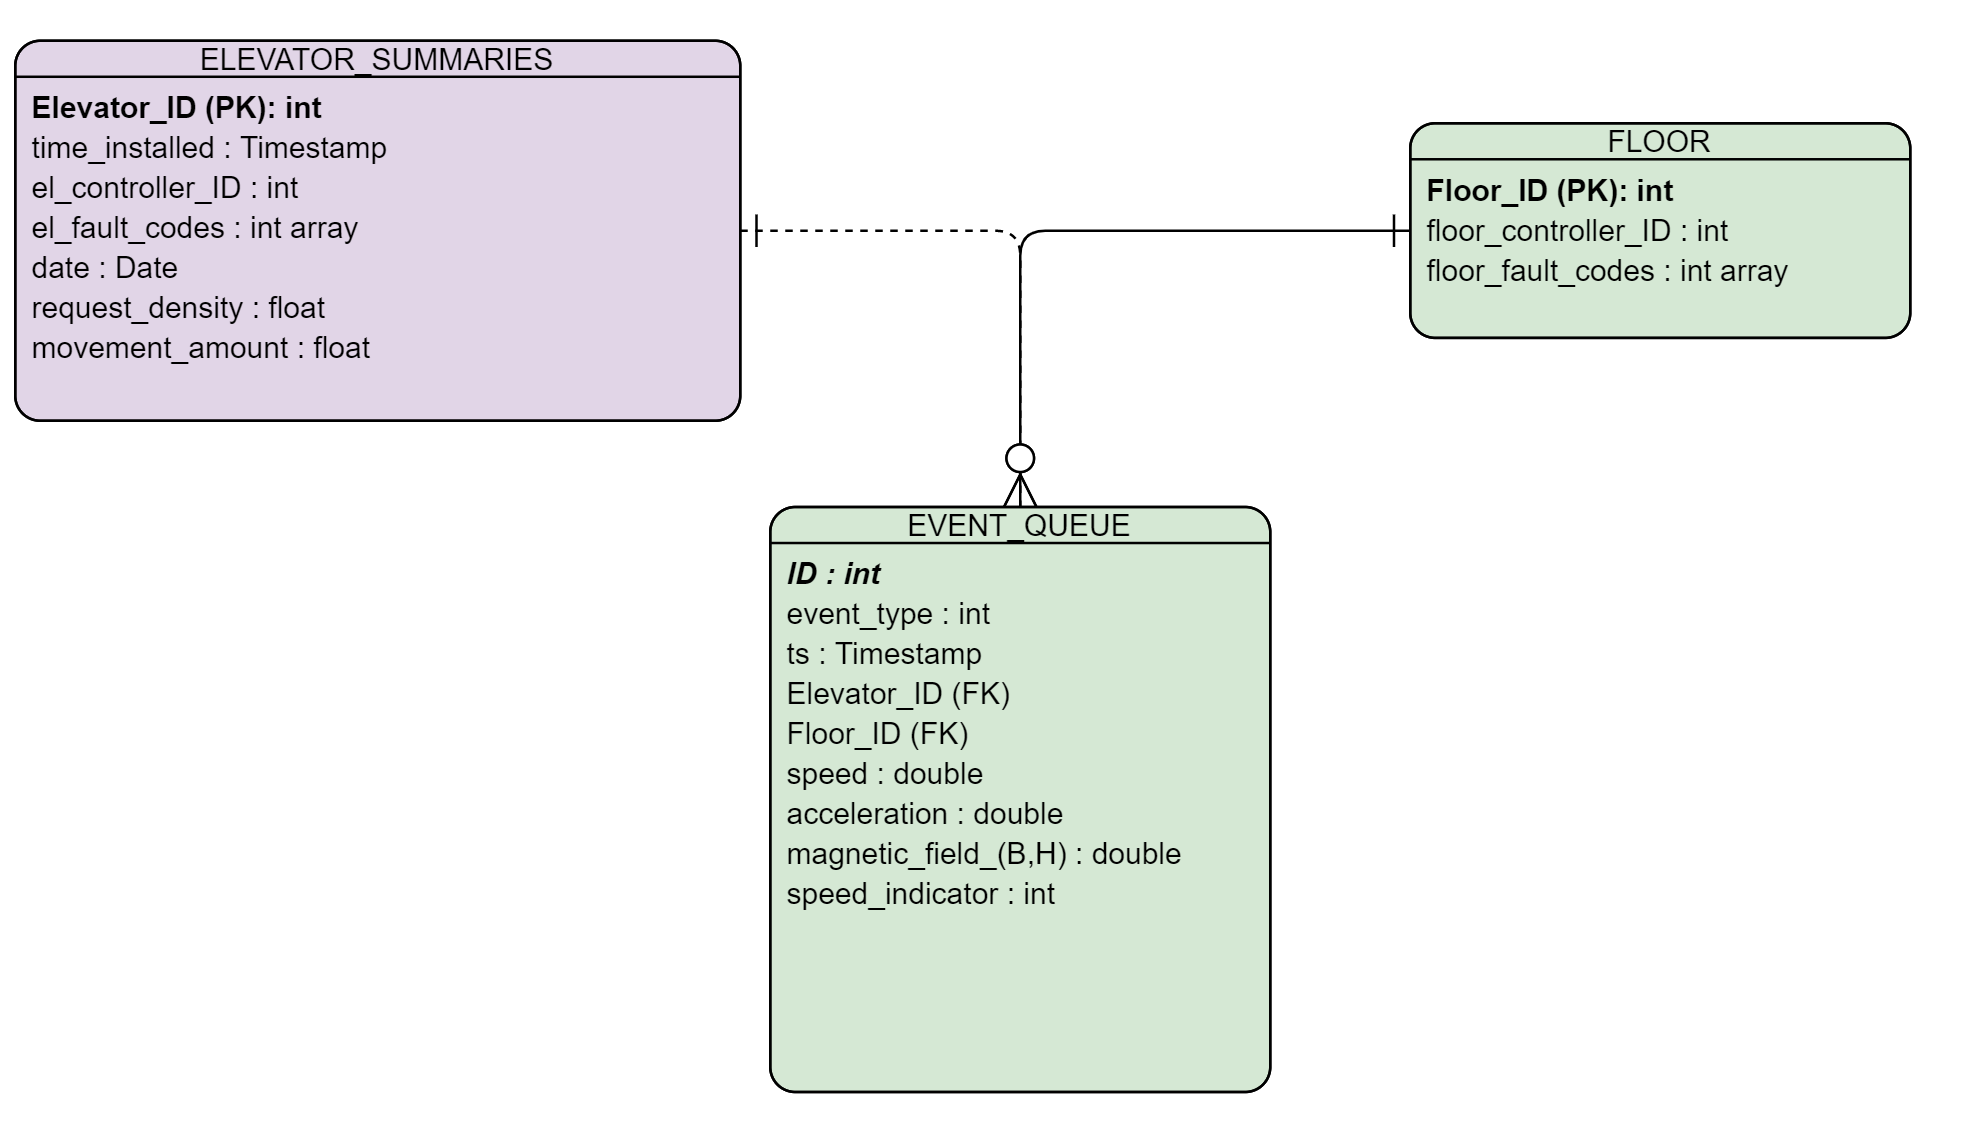 ELEVATOR_SUMMARIES
Elevator_ID (PK): int
time_installed : Timestamp
el_controller_ID : int
el_fault_codes : int array
date : Date
request_density : float
movement_amount : float
FLOOR
Floor_ID (PK): int
floor_controller_ID : int
floor_fault_codes : int array
EVENT_QUEUE
ID : int
event_type : int
ts : Timestamp
Elevator_ID (FK)
Floor_ID (FK)
speed : double
acceleration : double
magnetic_field_(B,H) : double
speed_indicator : int